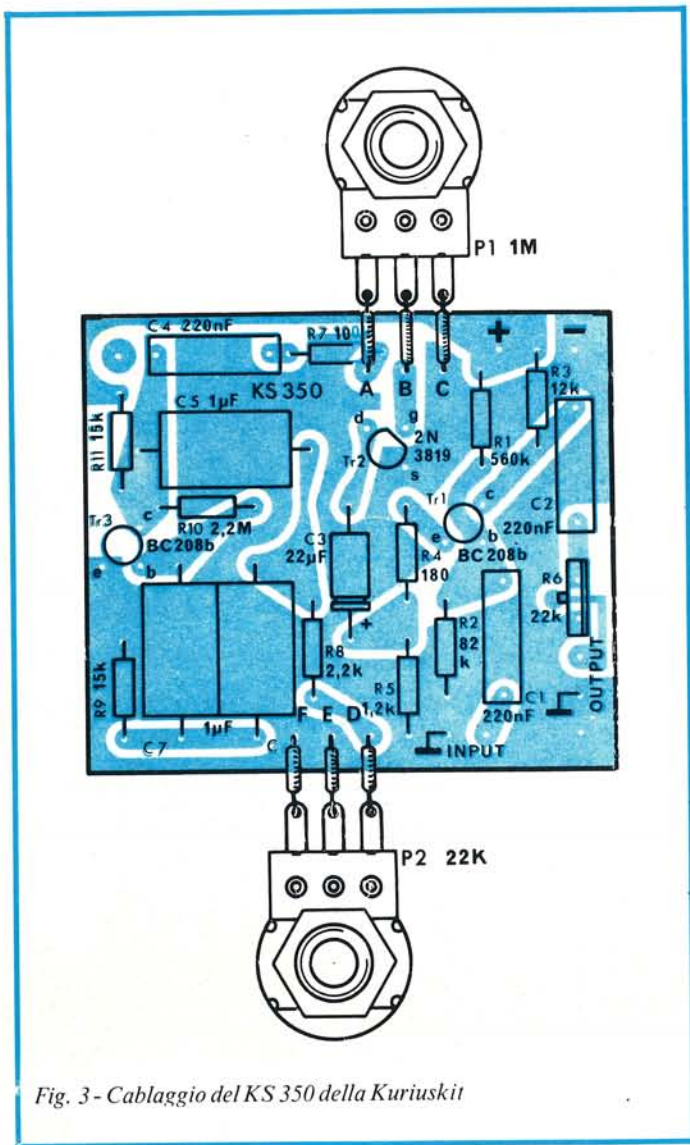 P1 1M
C4 220nF
R7 100
KS 350
A B C
+ -
R3
12k
R11 15k
C5 1µF
d g
2N
3819
Tr2
s
R1
560k
C2
220nF
Tr3
c
R10 2,2M
BC208b
e b
C3
22µF
+
R4
180
Tr1
c
e b
BC208b
R6
22k
R9 15k
R8
2,2k
R2
82
k
R5
1,2k
C1
220nF
OUTPUT
1µF
C7
C
F E D
INPUT
P2 22K
Fig. 3 - Cablaggio del KS 350 della Kuriuskit